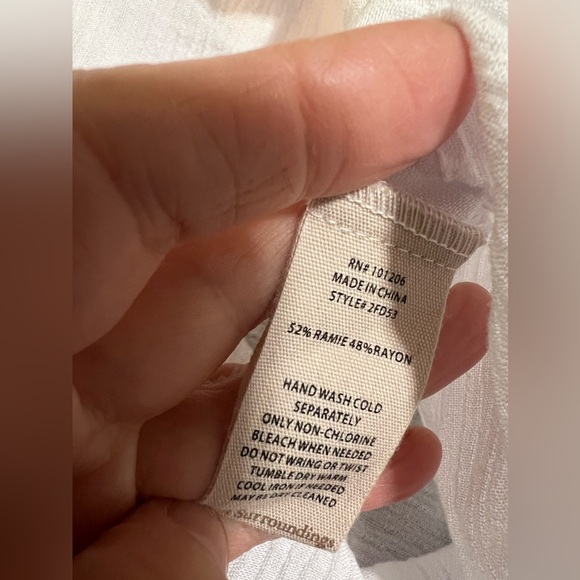 RN# 101206
MADE IN CHINA
STYLE# 2FD53
52% RAMIE 48% RAYON
HAND WASH COLD
SEPARATELY
ONLY NON-CHLORINE
BLEACH WHEN NEEDED
DO NOT WRING OR TWIST
TUMBLE DRY WARM
COOL IRON IF NEEDED
MAY BE DRY CLEANED
Surroundings